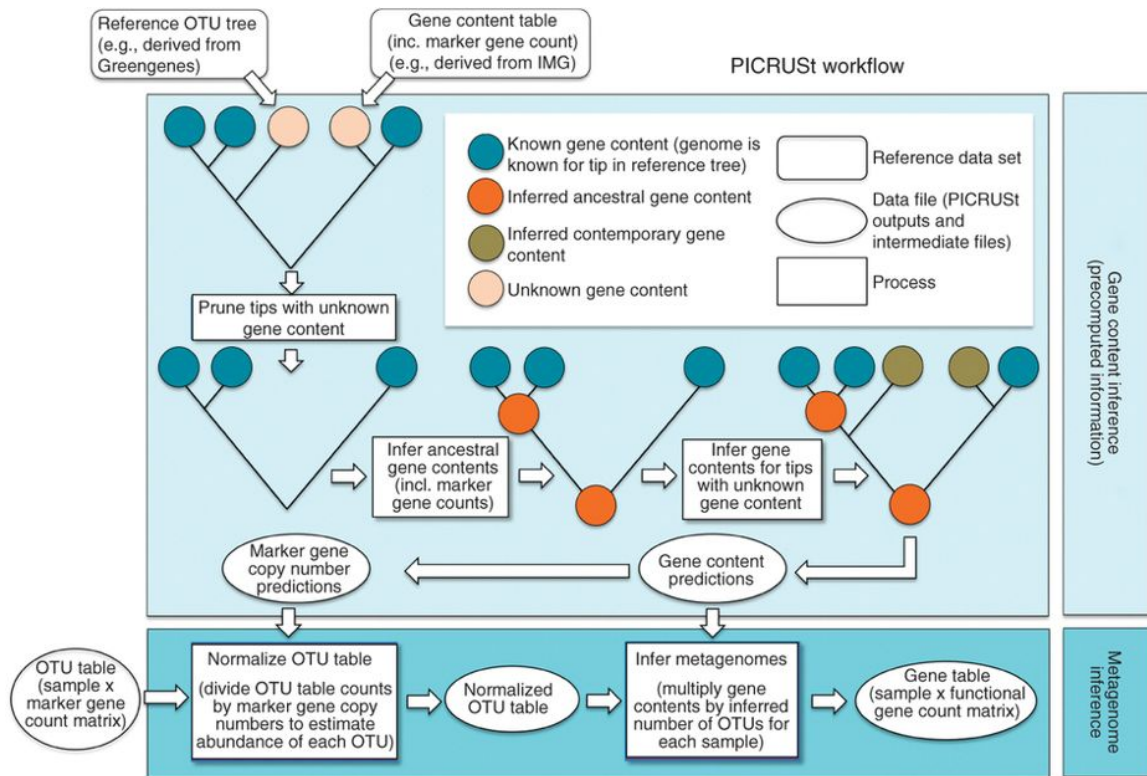 Reference OTU tree
(e.g., derived from
Greengenes)
Gene content table
(inc. marker gene count)
(e.g., derived from IMG)
PICRUSt workflow
Known gene content (genome is
known for tip in reference tree)
Inferred ancestral gene content
Inferred contemporary gene
content
Unknown gene content
Reference data set
Data file (PICRUSt
outputs and
intermediate files)
Process
Prune tips with unknown
gene content
Infer ancestral
gene contents
(incl. marker
gene counts)
Infer gene
contents for tips
with unknown
gene content
Marker gene
copy number
predictions
Gene content
predictions
Gene content inference
(precomputed information)
OTU table
(sample x
marker gene
count matrix)
Normalize OTU table
(divide OTU table counts
by marker gene copy
numbers to estimate
abundance of each OTU)
Normalized
OTU table
Infer metagenomes
(multiply gene
contents by inferred
number of OTUs for
each sample)
Gene table
(sample x functional
gene count matrix)
Metagenome
inference